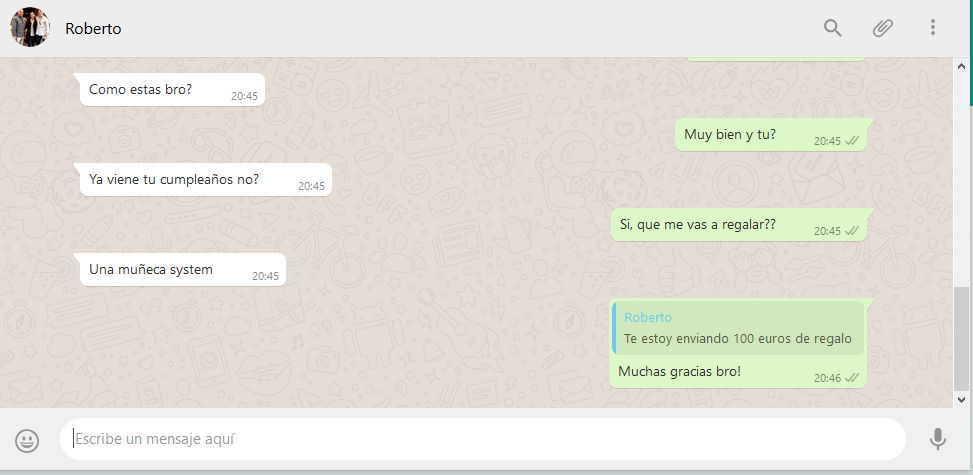 Roberto
Como estas bro?
20:45
Muy bien y tu?
20:45
Ya viene tu cumpleaños no?
20:45
Si, que me vas a regalar??
20:45
Una muñeca system
20:45
Roberto
Te estoy enviando 100 euros de regalo
Muchas gracias bro!
20:46
Escribe un mensaje aquí